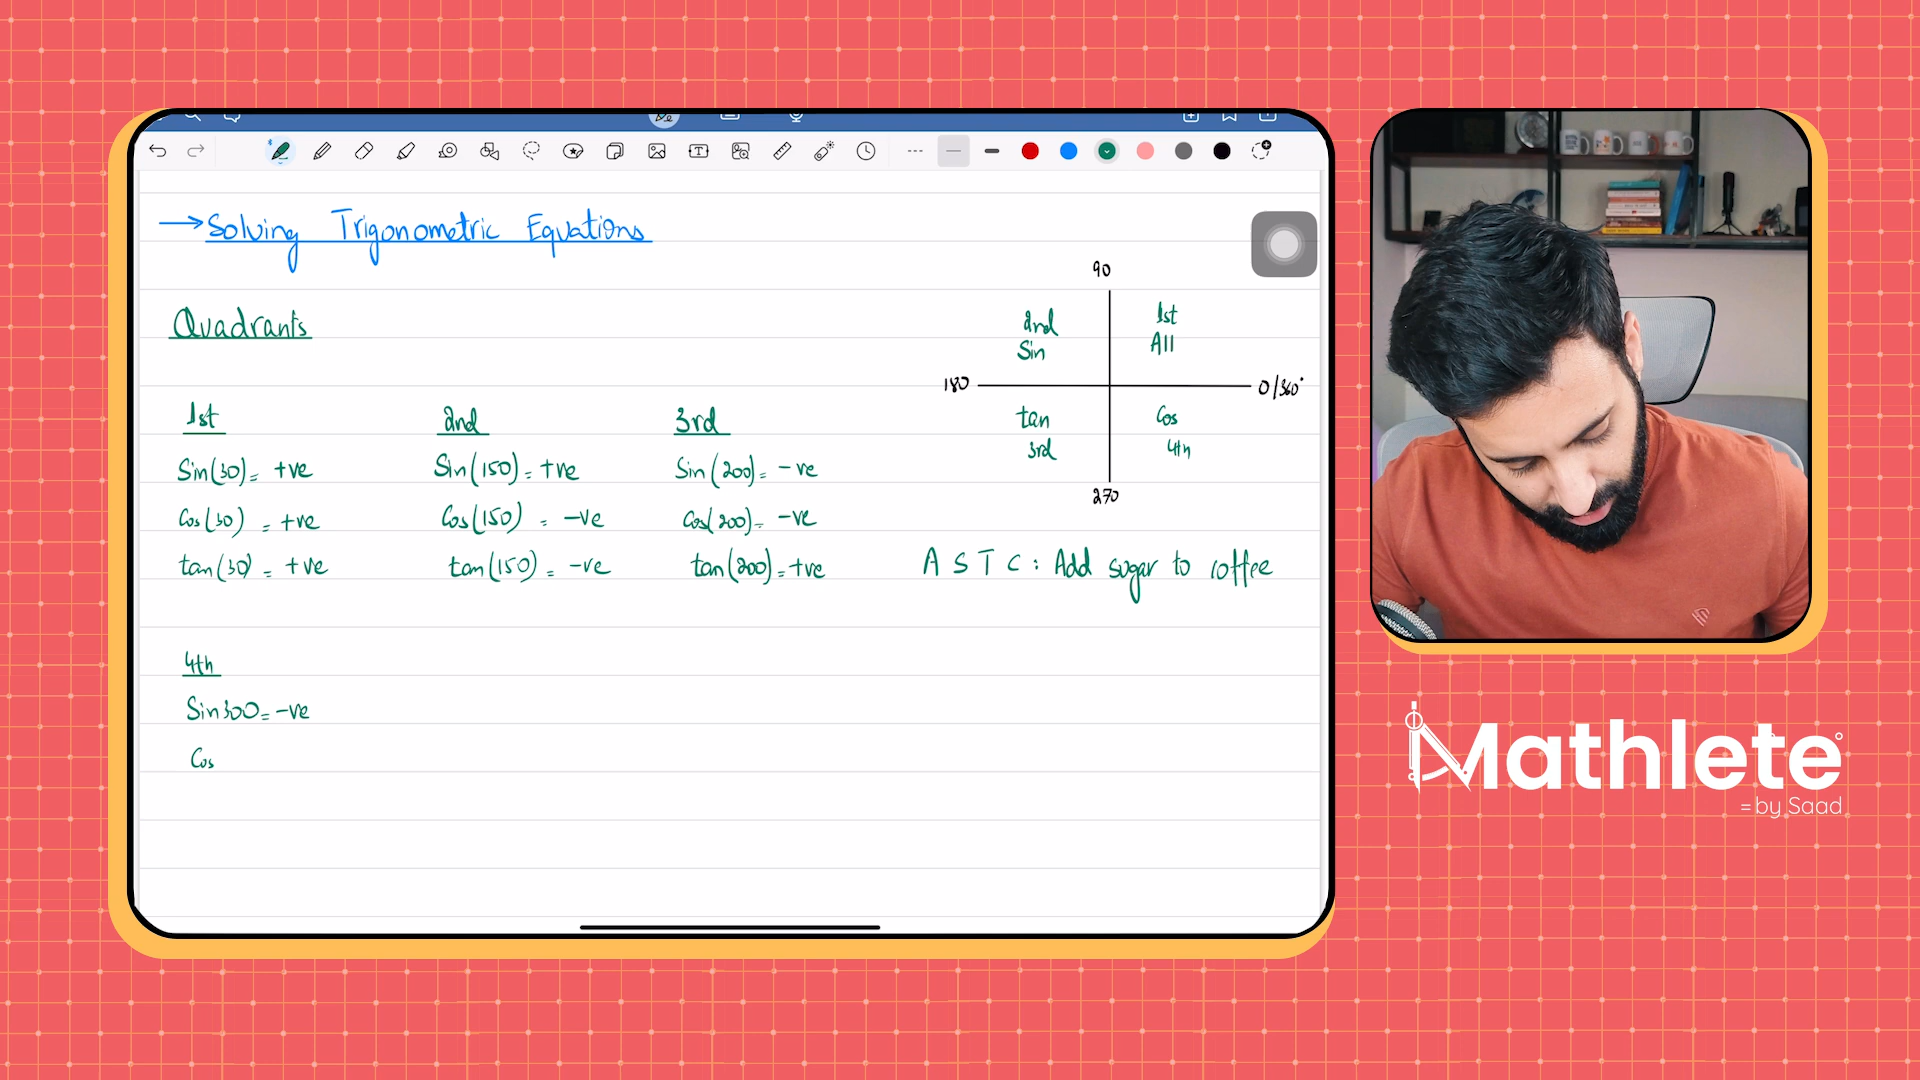 →Solving Trigonometric Equations
Quadrants
1st
Sin(30)= +ve
Cos(30) = +ve
tan(30) = +ve
2nd
Sin(150)= +ve
Cos(150) = -ve
tan(150) = -ve
3rd
Sin(200)= -ve
Cos(200)= -ve
tan(200)= +ve
90
2nd
Sin
1st
All
180
0/360°
tan
3rd
Cos
4th
270
A S T C : Add sugar to coffee
4th
Sin300= -ve
Cos
Mathlete
= by Saad